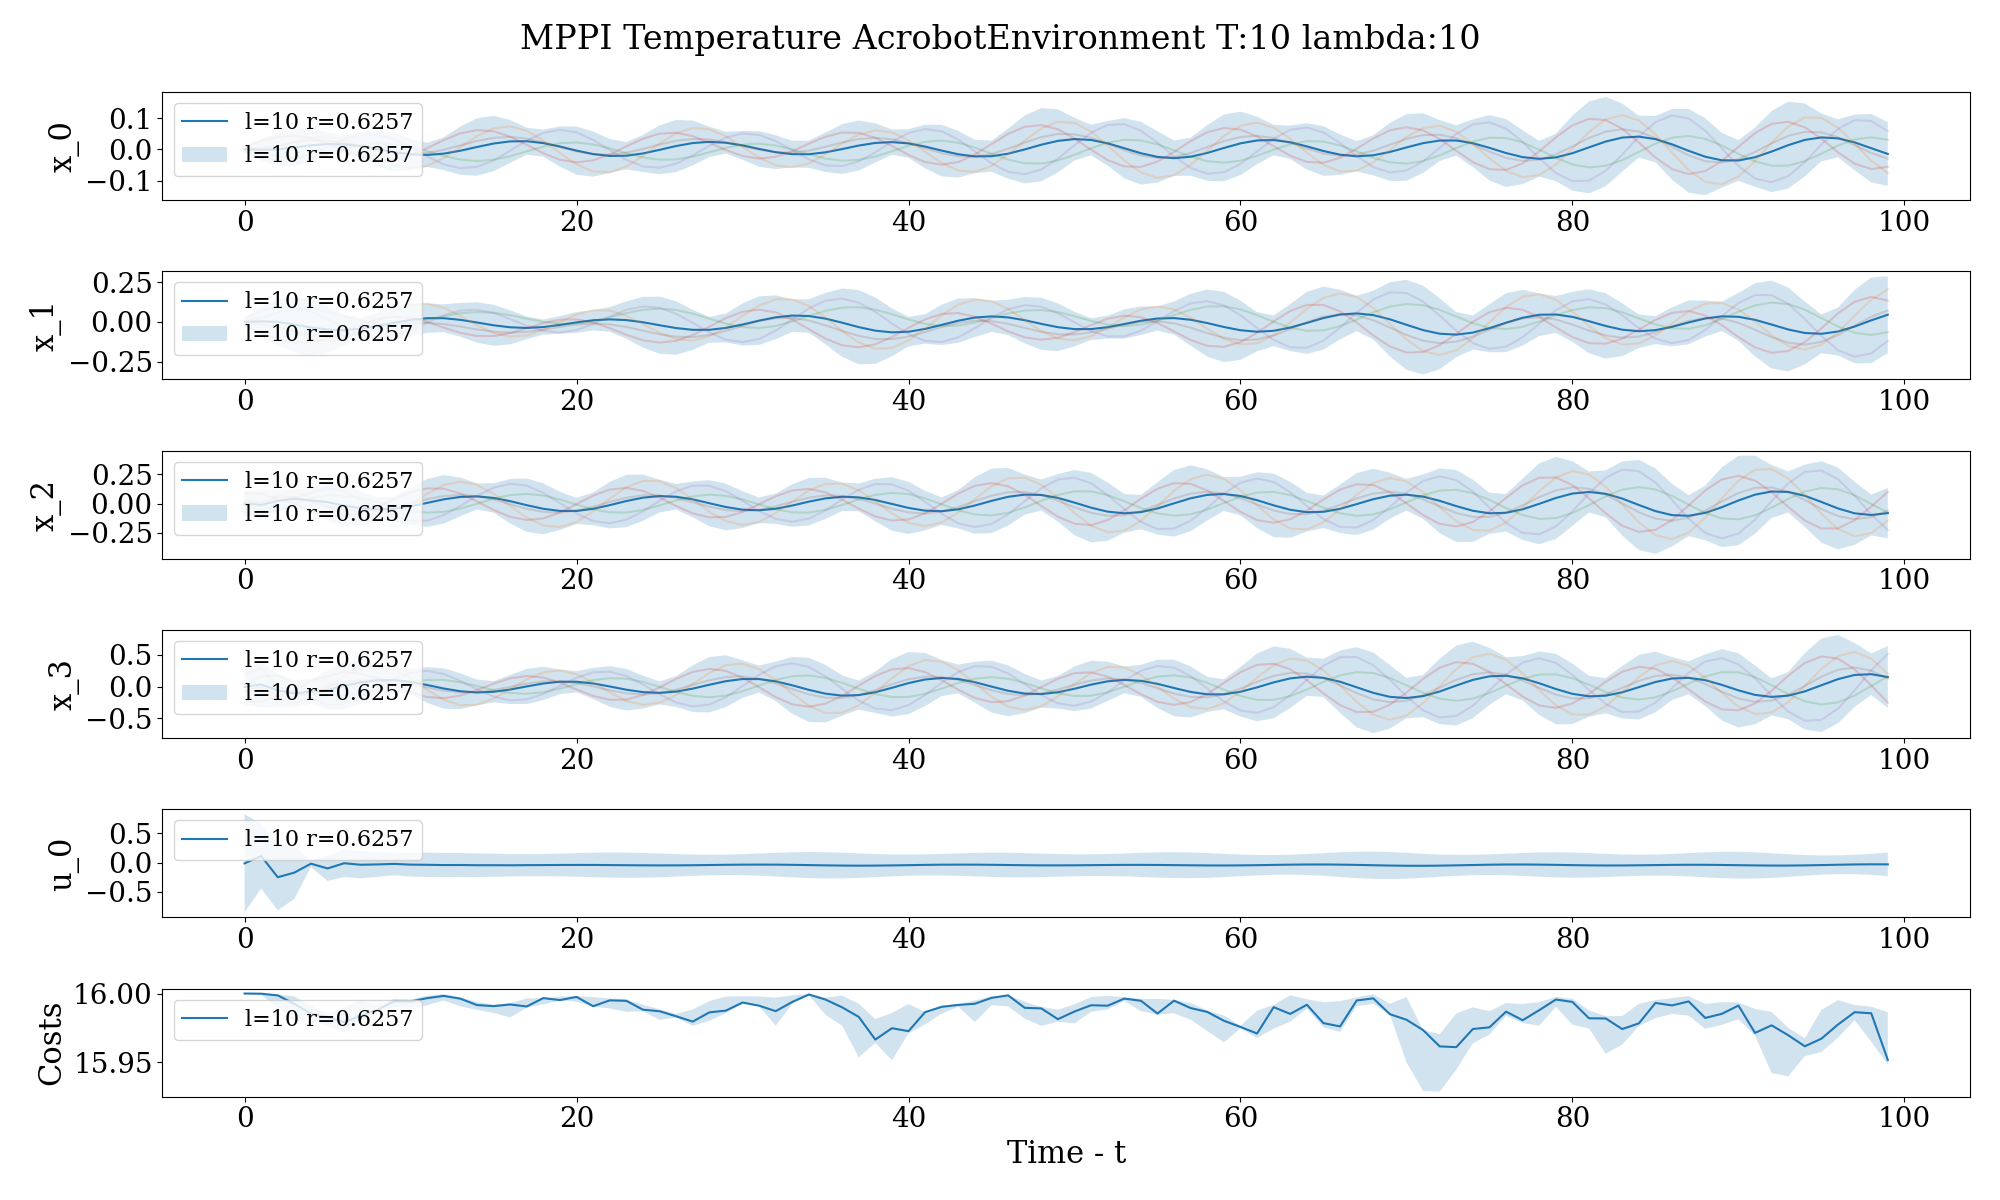 MPPI Temperature AcrobotEnvironment T:10 lambda:10
x_0
0.1
0.0
−0.1
l=10 r=0.6257
l=10 r=0.6257
0 20 40 60 80 100
x_1
0.25
0.00
−0.25
l=10 r=0.6257
l=10 r=0.6257
0 20 40 60 80 100
x_2
0.25
0.00
−0.25
l=10 r=0.6257
l=10 r=0.6257
0 20 40 60 80 100
x_3
0.5
0.0
−0.5
l=10 r=0.6257
l=10 r=0.6257
0 20 40 60 80 100
u_0
0.5
0.0
−0.5
l=10 r=0.6257
0 20 40 60 80 100
Costs
16.00
15.95
l=10 r=0.6257
0 20 40 60 80 100
Time - t